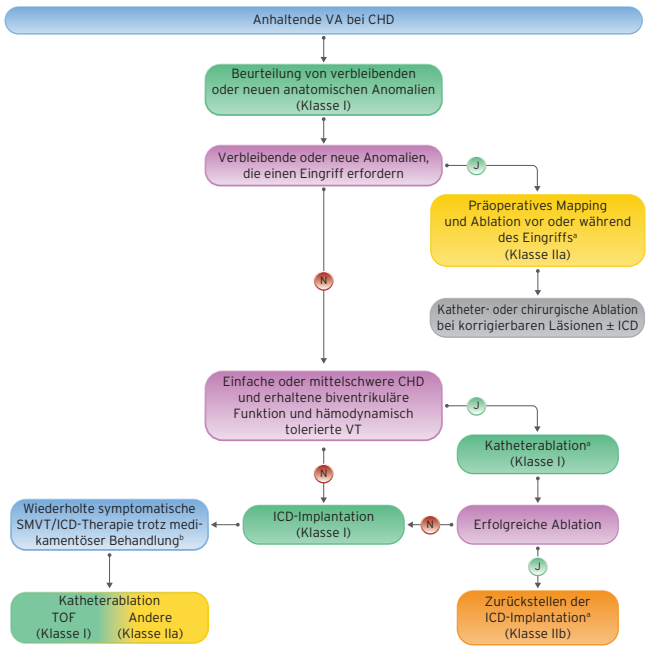 Anhaltende VA bei CHD
Beurteilung von verbleibenden
oder neuen anatomischen Anomalien
(Klasse I)
Verbleibende oder neue Anomalien,
die einen Eingriff erfordern
J
Präoperatives Mapping
und Ablation vor oder während
des Eingriffsᵃ
(Klasse IIa)
N
Katheter- oder chirurgische Ablation
bei korrigierbaren Läsionen ± ICD
Einfache oder mittelschwere CHD
und erhaltene biventrikuläre
Funktion und hämodynamisch
tolerierte VT
J
Katheterablationᵃ
(Klasse I)
N
Wiederholte symptomatische
SMVT/ICD-Therapie trotz medi-
kamentöser Behandlungᵇ
ICD-Implantation
(Klasse I)
N
Erfolgreiche Ablation
J
Katheterablation
TOF
(Klasse I)
Andere
(Klasse IIa)
Zurückstellen der
ICD-Implantationᵃ
(Klasse IIb)